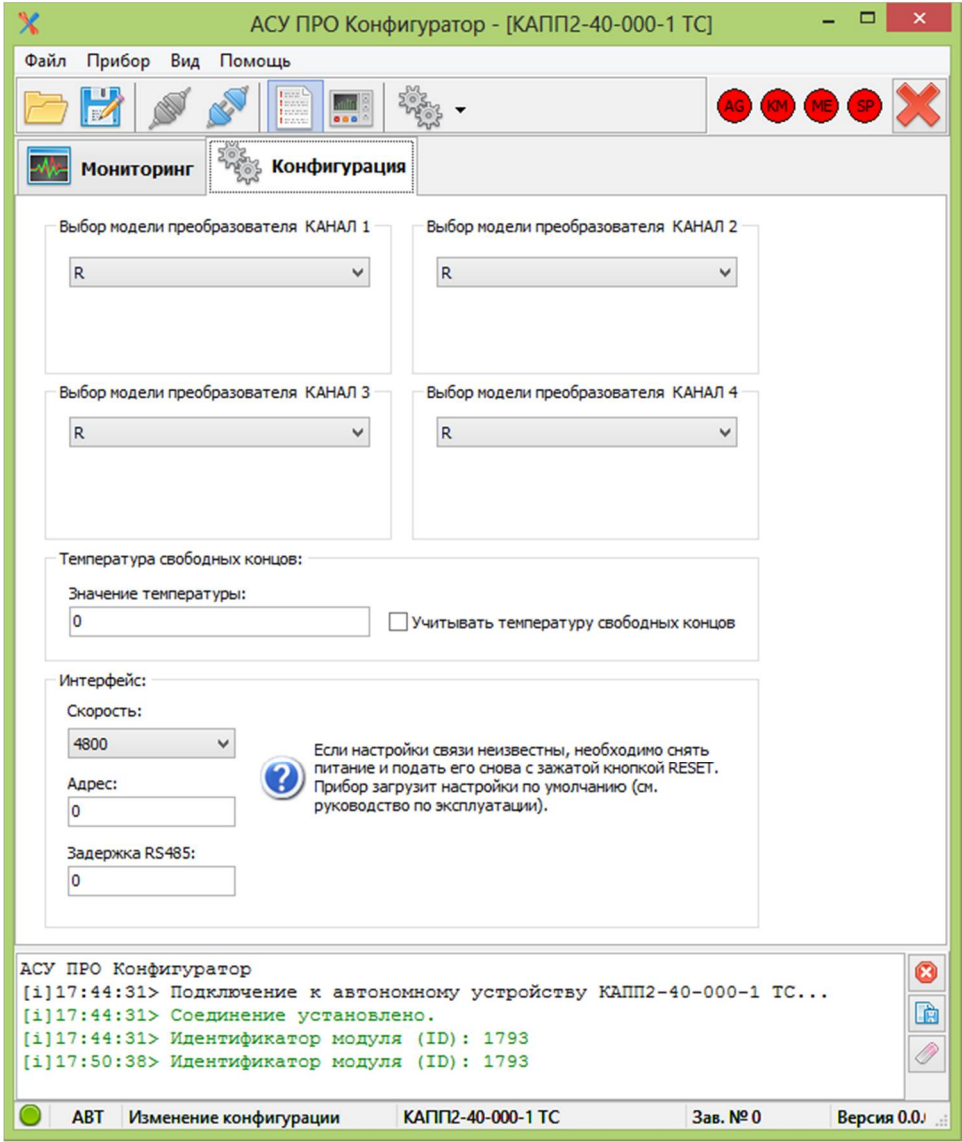 АСУ ПРО Конфигуратор - [КАПП2-40-000-1 ТС]
Файл Прибор Вид Помощь
AG KM ME SP
Мониторинг Конфигурация
Выбор модели преобразователя КАНАЛ 1
R
Выбор модели преобразователя КАНАЛ 2
R
Выбор модели преобразователя КАНАЛ 3
R
Выбор модели преобразователя КАНАЛ 4
R
Температура свободных концов:
Значение температуры:
0
Учитывать температуру свободных концов
Интерфейс:
Скорость:
4800
Адрес:
0
Задержка RS485:
0
Если настройки связи неизвестны, необходимо снять
питание и подать его снова с зажатой кнопкой RESET.
Прибор загрузит настройки по умолчанию (см.
руководство по эксплуатации).
АСУ ПРО Конфигуратор
[i]17:44:31> Подключение к автономному устройству КАПП2-40-000-1 ТС...
[i]17:44:31> Соединение установлено.
[i]17:44:31> Идентификатор модуля (ID): 1793
[i]17:50:38> Идентификатор модуля (ID): 1793
АВТ Изменение конфигурации КАПП2-40-000-1 ТС Зав. № 0 Версия 0.0.